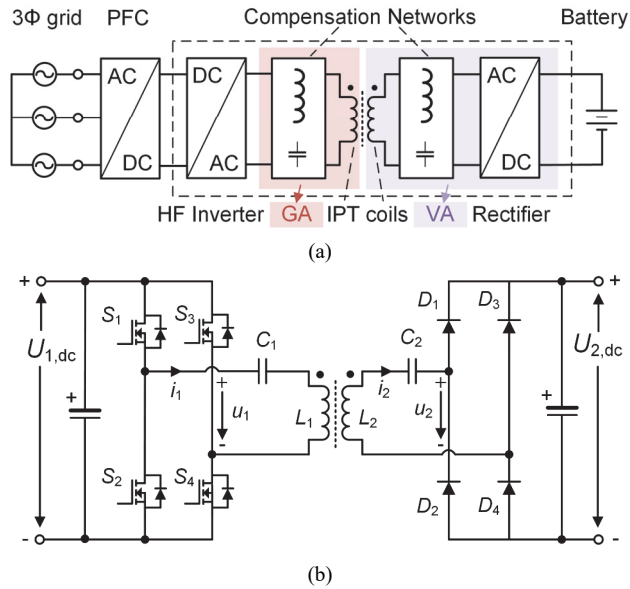 Compensation Networks
3Φ grid PFC Battery
AC DC AC
DC AC DC
HF Inverter GA IPT coils VA Rectifier
(a)
+ +
S1 S3 D1 D3
U1,dc C1 C2 U2,dc
+ i1 + u1 - L1 L2 i2 + u2 - +
S2 S4 D2 D4
- -
(b)